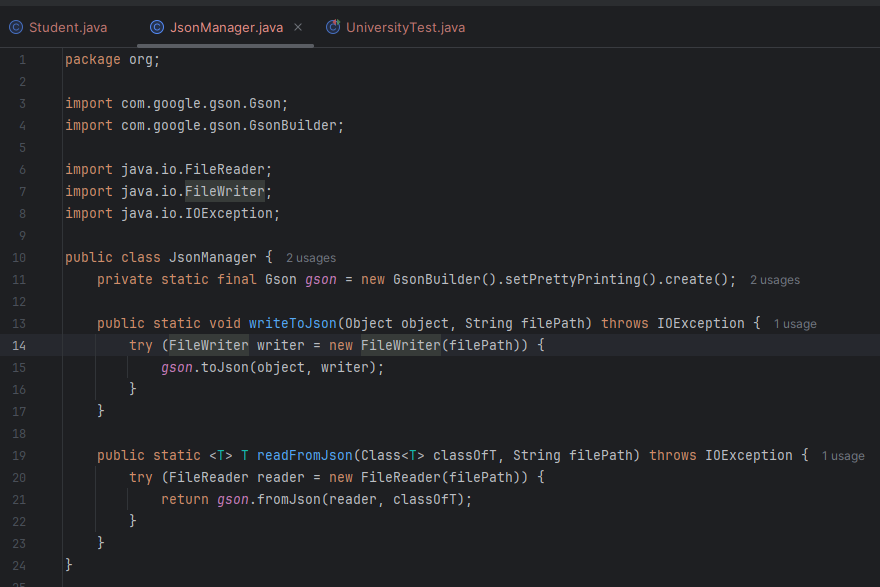 Student.java JsonManager.java UniversityTest.java
1 package org;
2
3 import com.google.gson.Gson;
4 import com.google.gson.GsonBuilder;
5
6 import java.io.FileReader;
7 import java.io.FileWriter;
8 import java.io.IOException;
9
10 public class JsonManager { 2 usages
11     private static final Gson gson = new GsonBuilder().setPrettyPrinting().create(); 2 usages
12
13     public static void writeToJson(Object object, String filePath) throws IOException { 1 usage
14         try (FileWriter writer = new FileWriter(filePath)) {
15             gson.toJson(object, writer);
16         }
17     }
18
19     public static <T> T readFromJson(Class<T> classOfT, String filePath) throws IOException { 1 usage
20         try (FileReader reader = new FileReader(filePath)) {
21             return gson.fromJson(reader, classOfT);
22         }
23     }
24 }
25